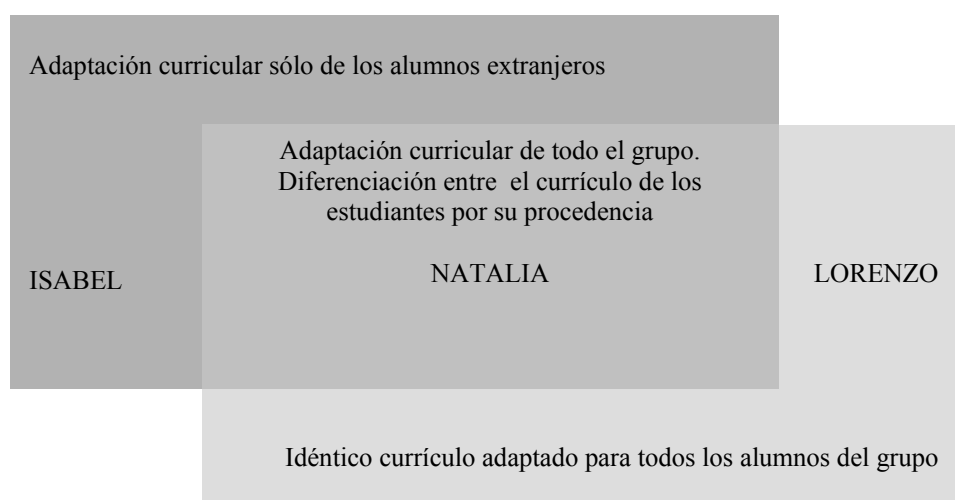 Adaptación curricular sólo de los alumnos extranjeros
Adaptación curricular de todo el grupo.
Diferenciación entre el currículo de los
estudiantes por su procedencia
ISABEL
NATALIA
LORENZO
Idéntico currículo adaptado para todos los alumnos del grupo